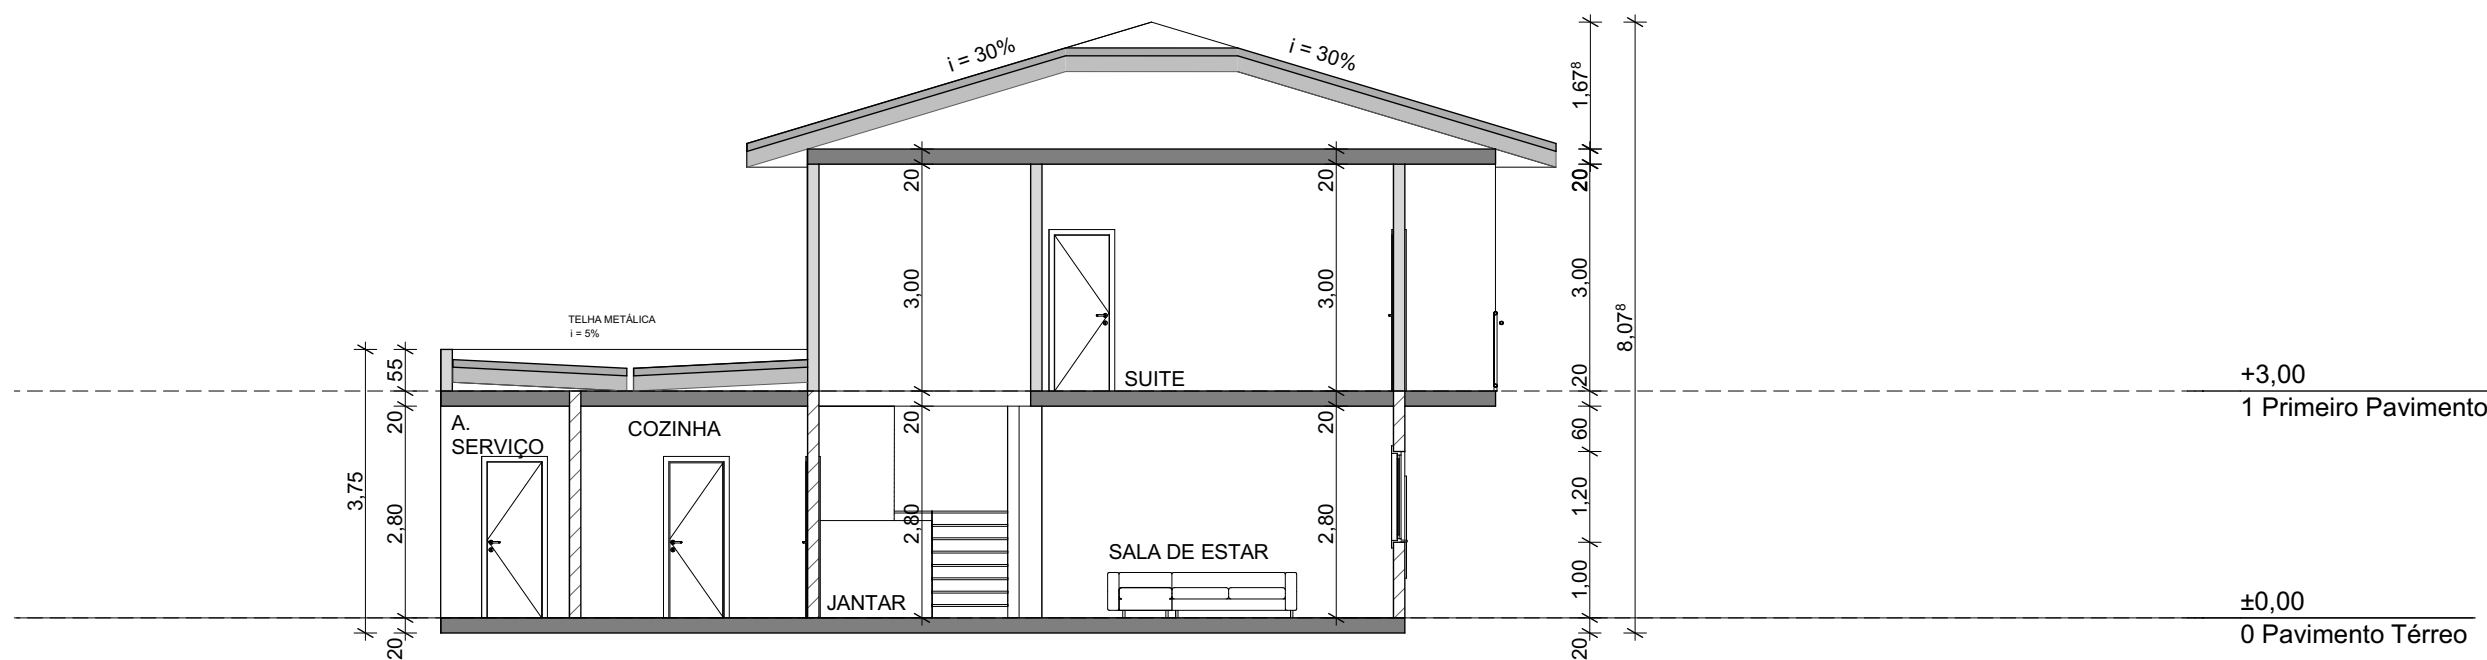 i = 30%
i = 30%
1,67⁸
20
20
20
3,00
3,00
3,00
8,07⁸
TELHA METÁLICA
i = 5%
SUITE
55
20
+3,00
1 Primeiro Pavimento
20
20
20
60
A.
SERVIÇO
COZINHA
3,75
2,80
2,80
2,80
1,20
SALA DE ESTAR
1,00
JANTAR
±0,00
0 Pavimento Térreo
20
20